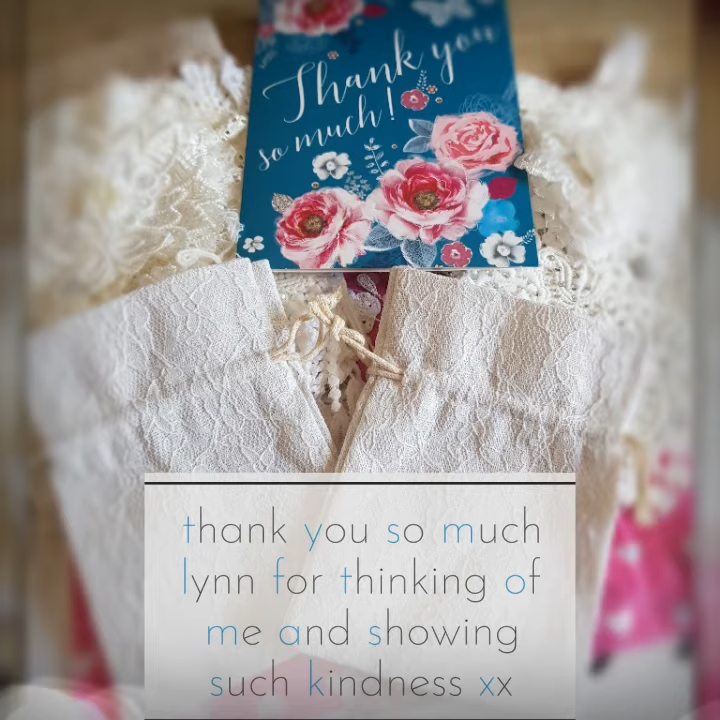 Thank you
so much!
thank you so much
lynn for thinking of
me and showing
such kindness xx